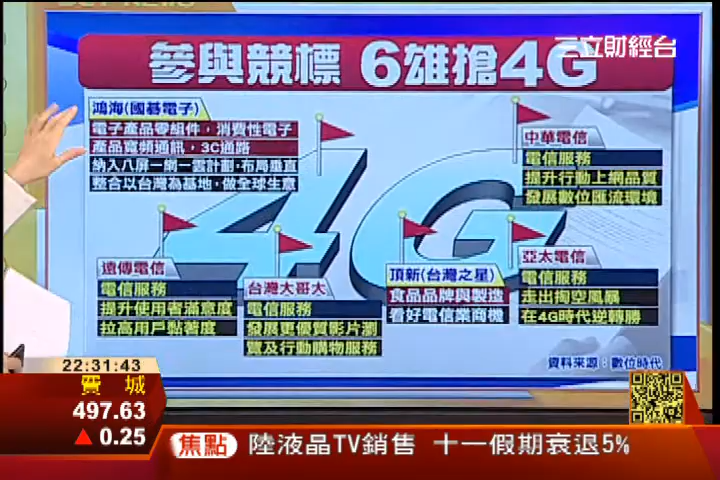 三立財經台
參與競標 6雄搶4G
鴻海(國碁電子)
電子產品零組件，消費性電子
產品寬頻通訊，3C通路
納入八屏一網一雲計劃，布局垂直
整合以台灣為基地，做全球生意
中華電信
電信服務
提升行動上網品質
發展數位匯流環境
4G
遠傳電信
電信服務
提升使用者滿意度
拉高用戶黏著度
台灣大哥大
電信服務
發展更優質影片瀏
覽及行動購物服務
頂新(台灣之星)
食品品牌與製造
看好電信業商機
亞太電信
電信服務
走出掏空風暴
在4G時代逆轉勝
資料來源：數位時代
22:31:43
497.63
▲0.25
焦點 陸液晶TV銷售 十一假期衰退5%